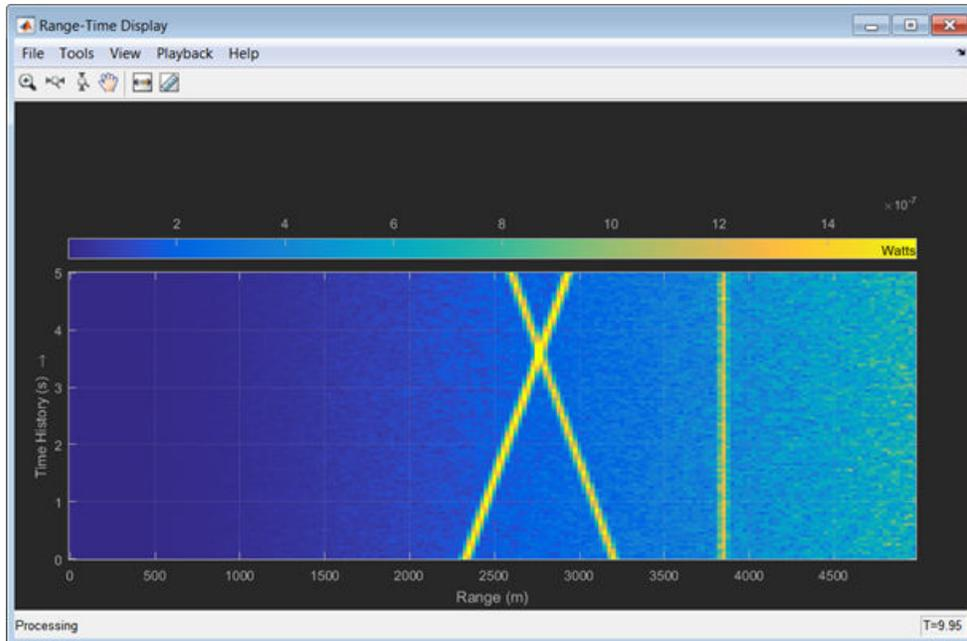 Range-Time Display
File Tools View Playback Help
×10⁻⁷
2 4 6 8 10 12 14
Watts
5
4
3
2
1
0
Time History (s) →
0 500 1000 1500 2000 2500 3000 3500 4000 4500
Range (m)
Processing T=9.95